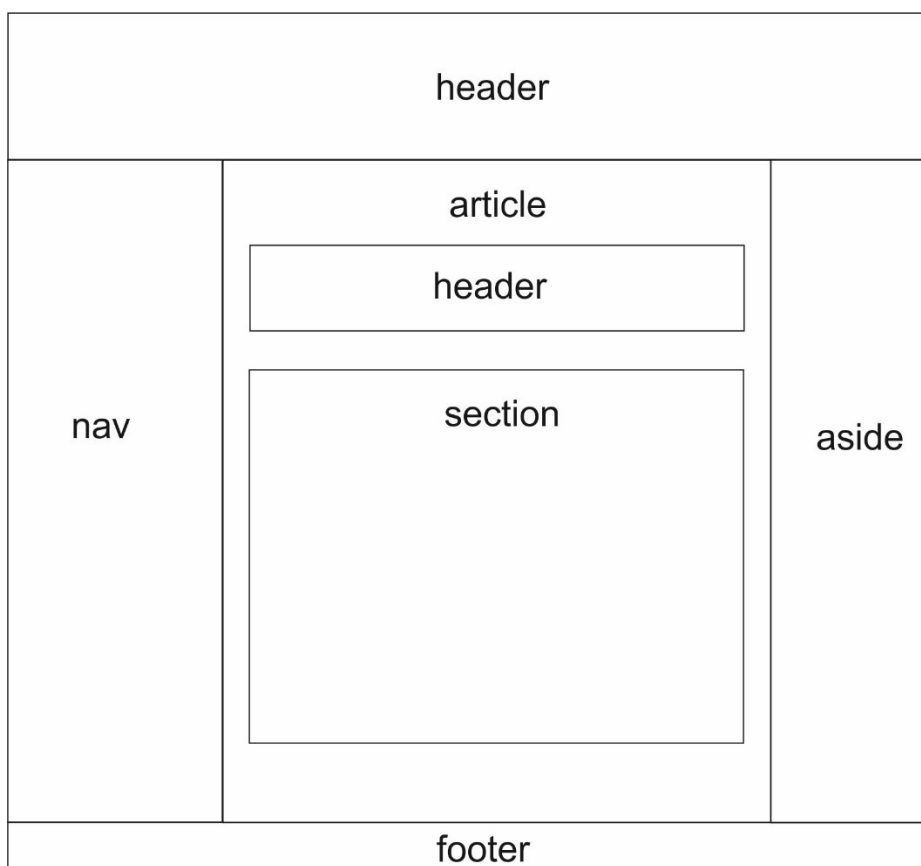 header
article
header
nav
section
aside
footer